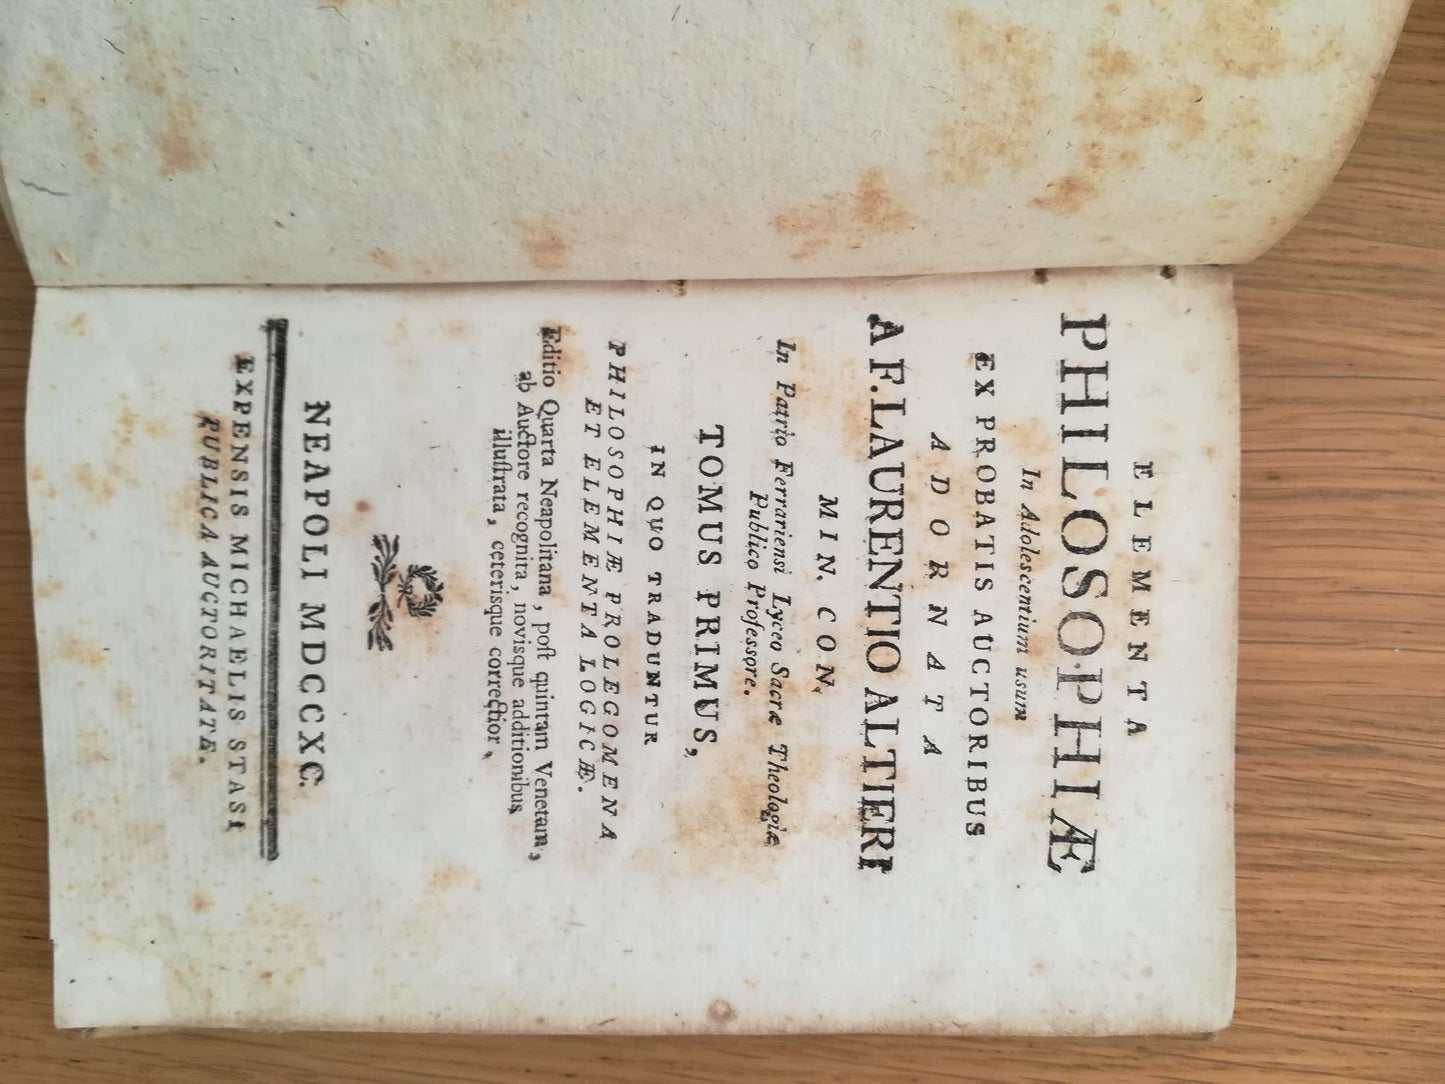 ELEMENTA
PHILOSOPHIÆ
In Adolescentium usum
EX PROBATIS AUCTORIBUS
ADORNATA
A F. LAURENTIO ALTIERI
MIN. CON.
In Patrio Ferrariensi Lyceo Sacræ Theologiæ
Publico Professore.
TOMUS PRIMUS,
IN QUO TRADUNTUR
PHILOSOPHIÆ PROLEGOMENA
ET ELEMENTA LOGICÆ.
Editio Quarta Neapolitana, poſt quintam Venetam,
ab Auctore recognita, novisque additionibus
illuſtrata, ceterisque correctior.
NEAPOLI MDCCXC.
EXPENSIS MICHAELIS STASI
PUBLICA AUCTORITATE.